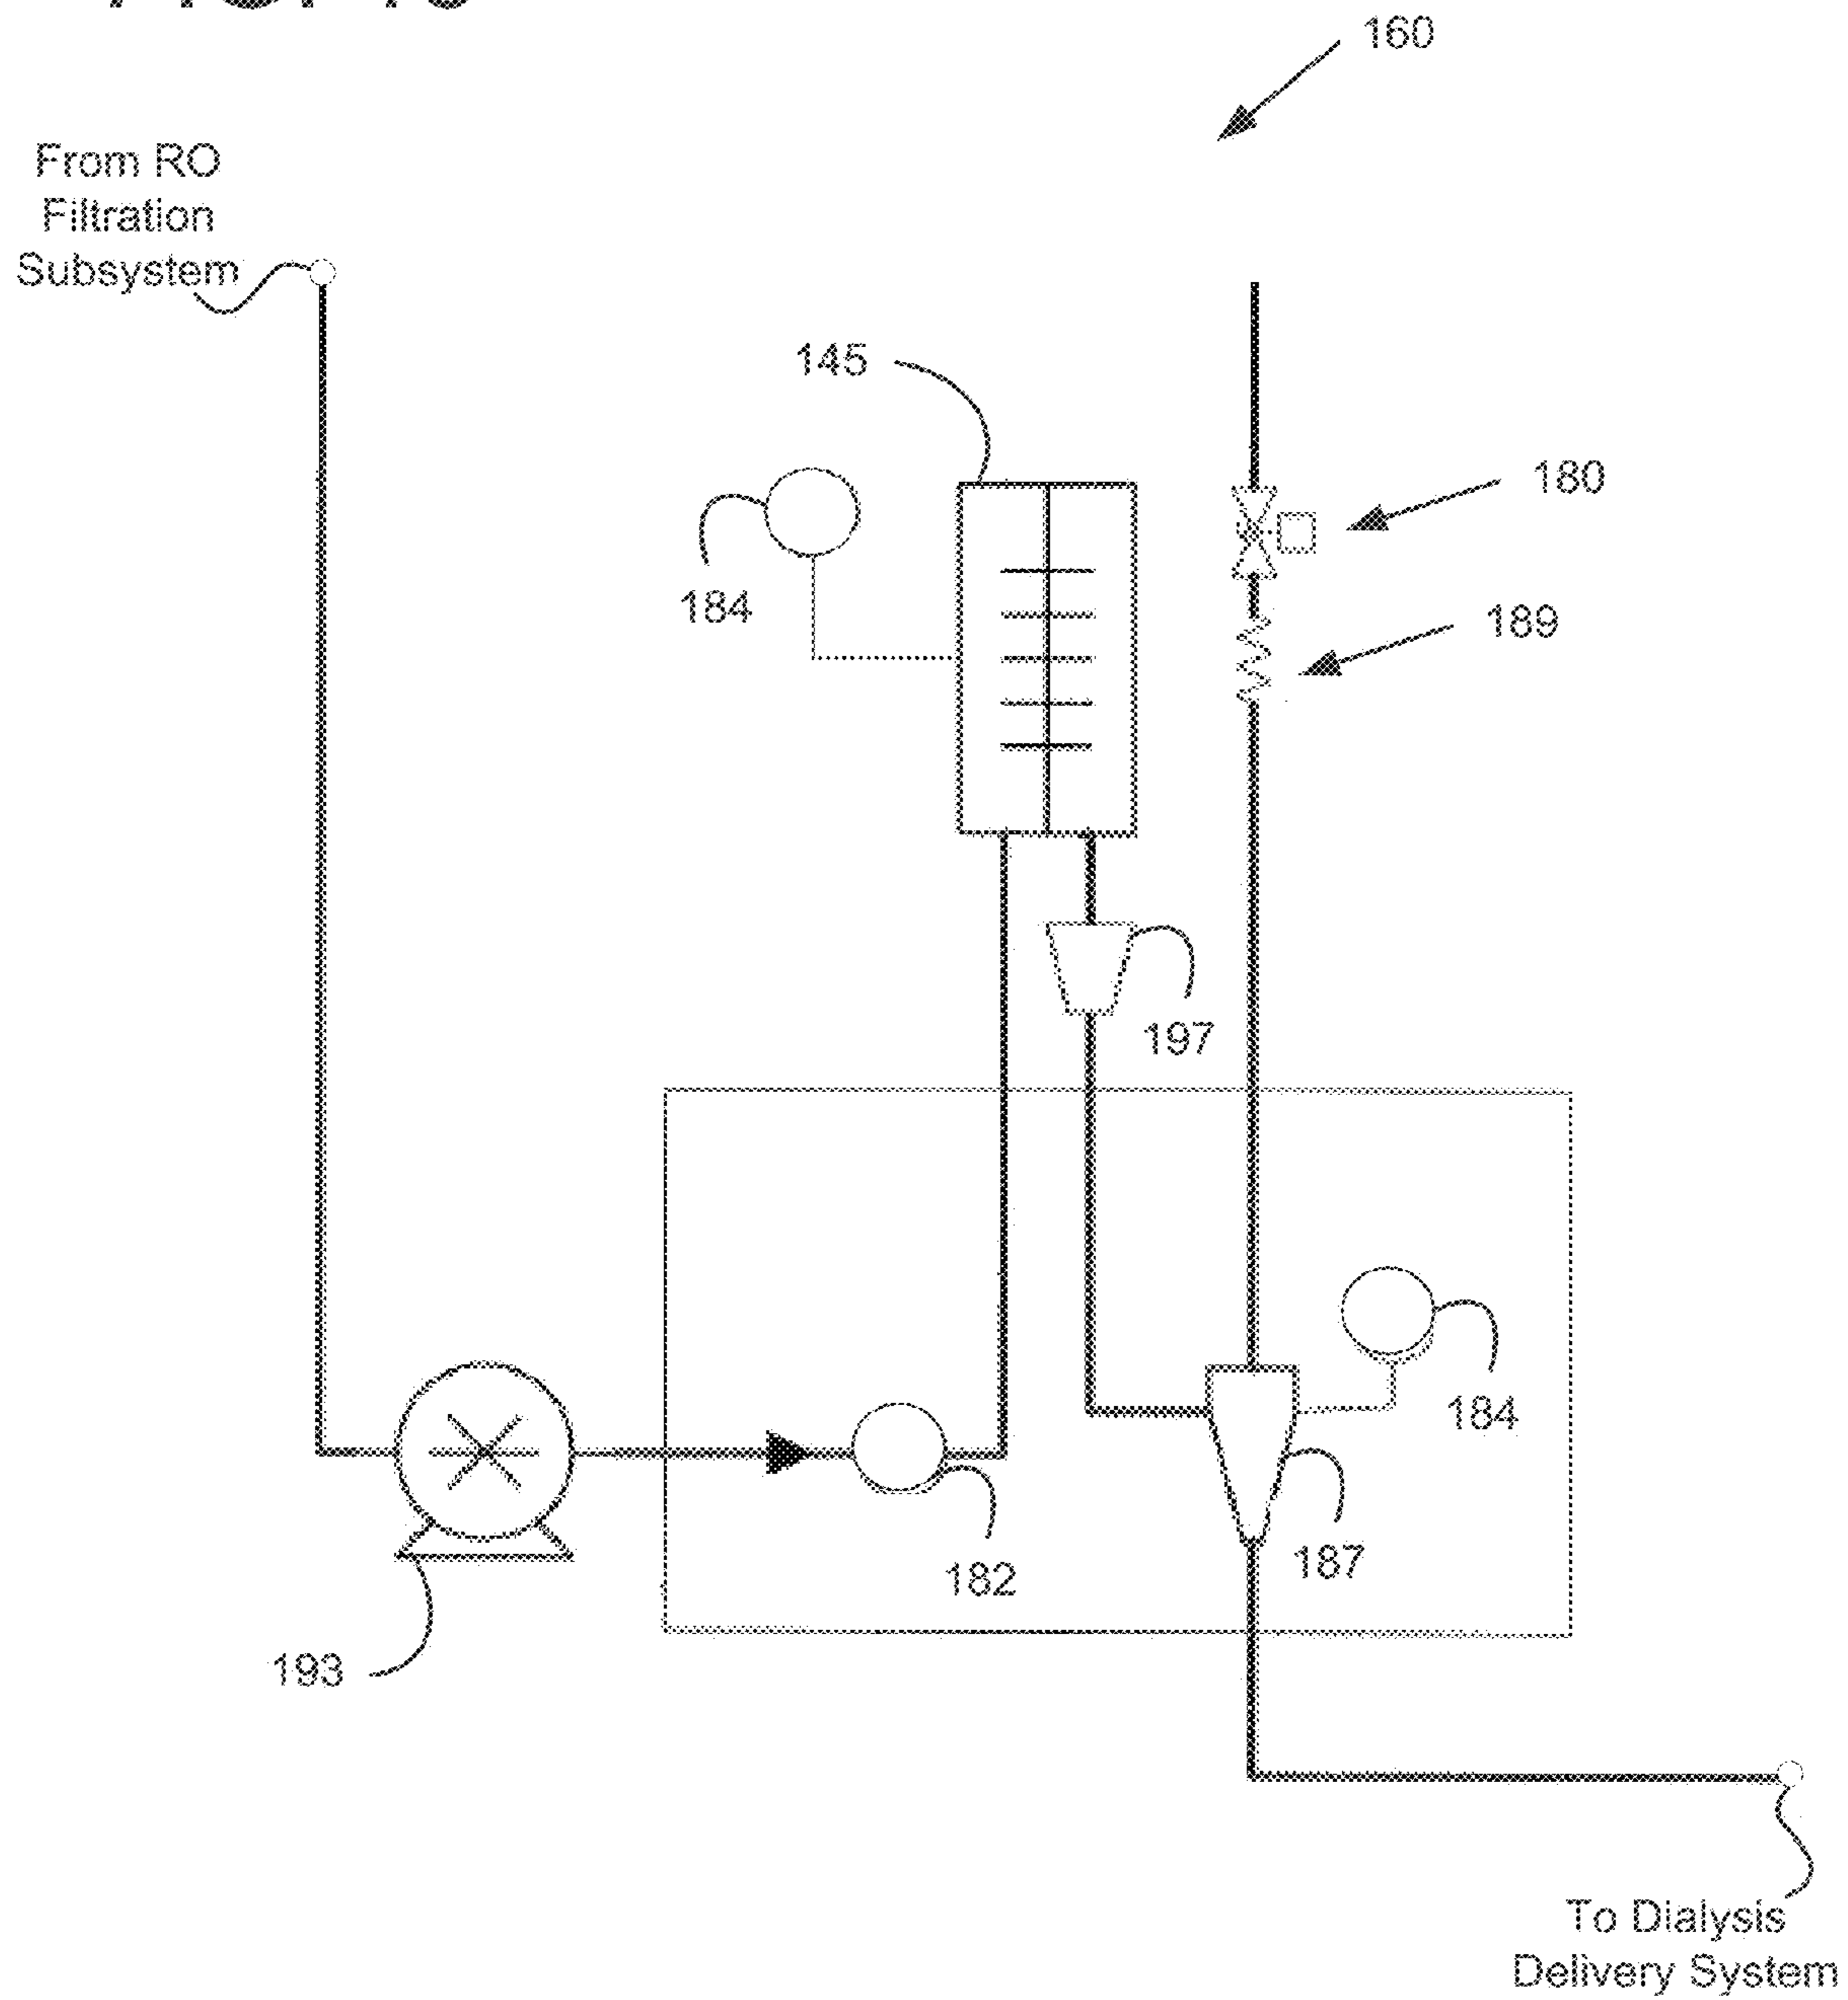 160
From RO
Filtration
Subsystem
145
180
184
189
197
184
187
182
193
To Dialysis
Delivery System